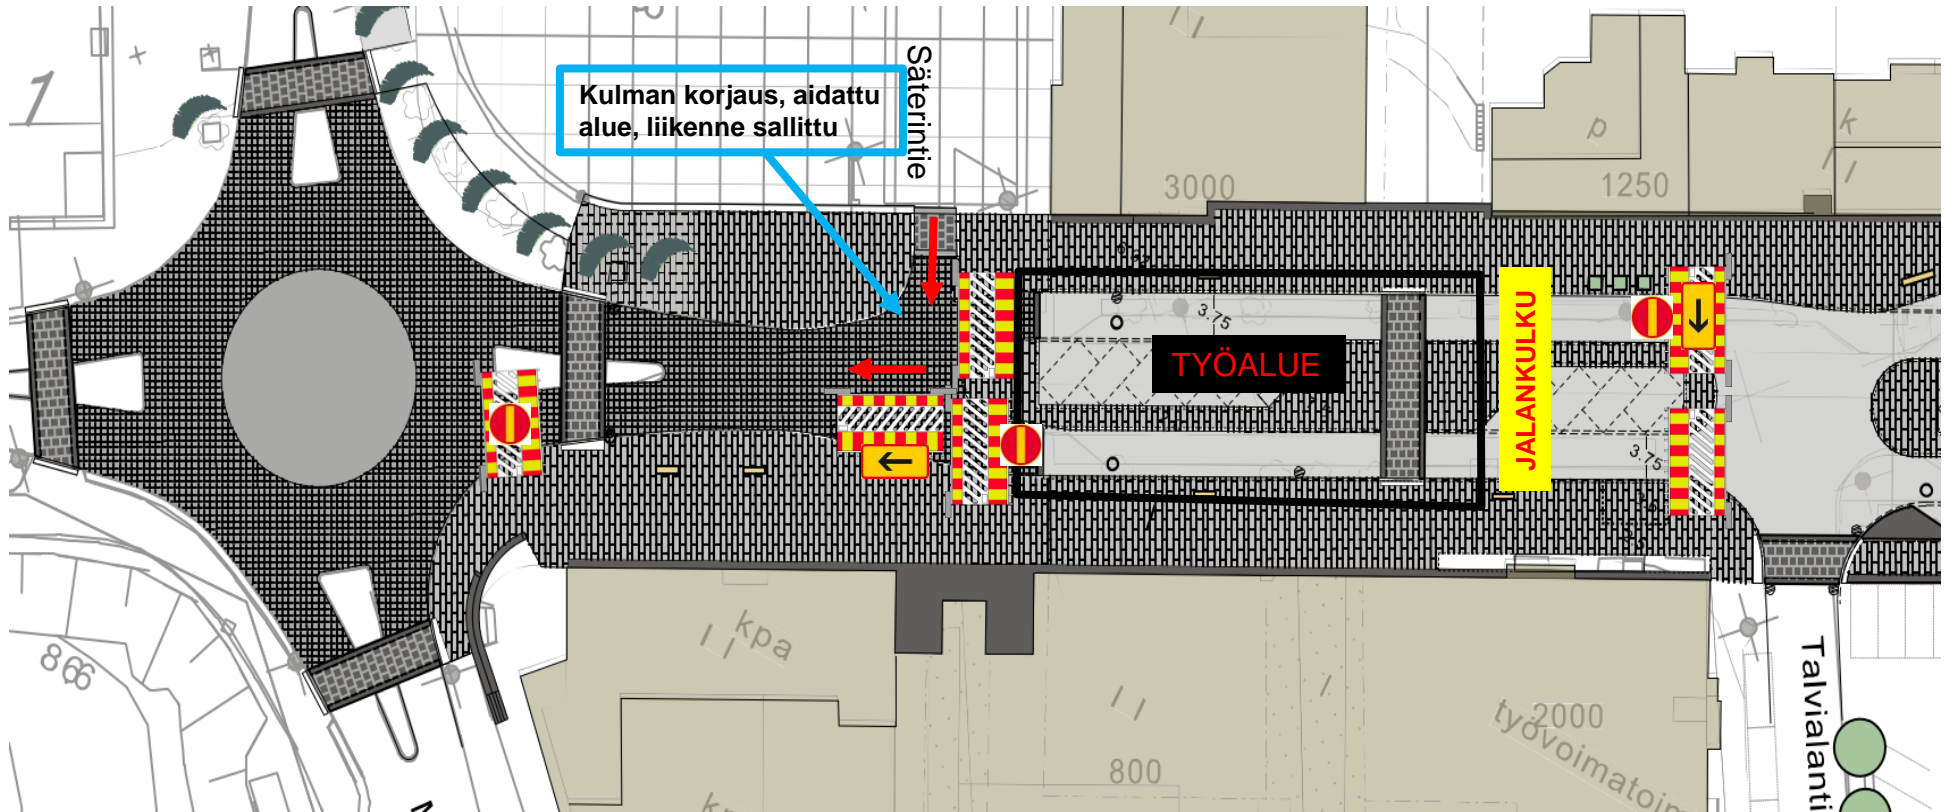 1
Säterintie
Kulman korjaus, aidattu
alue, liikenne sallittu
3000
p
1250
k
I I
I I
3.75
TYÖALUE
JALANKULKU
3.75
866
kpa
I I
I I
I
800
2000
työvoimatoim
Talvialanti